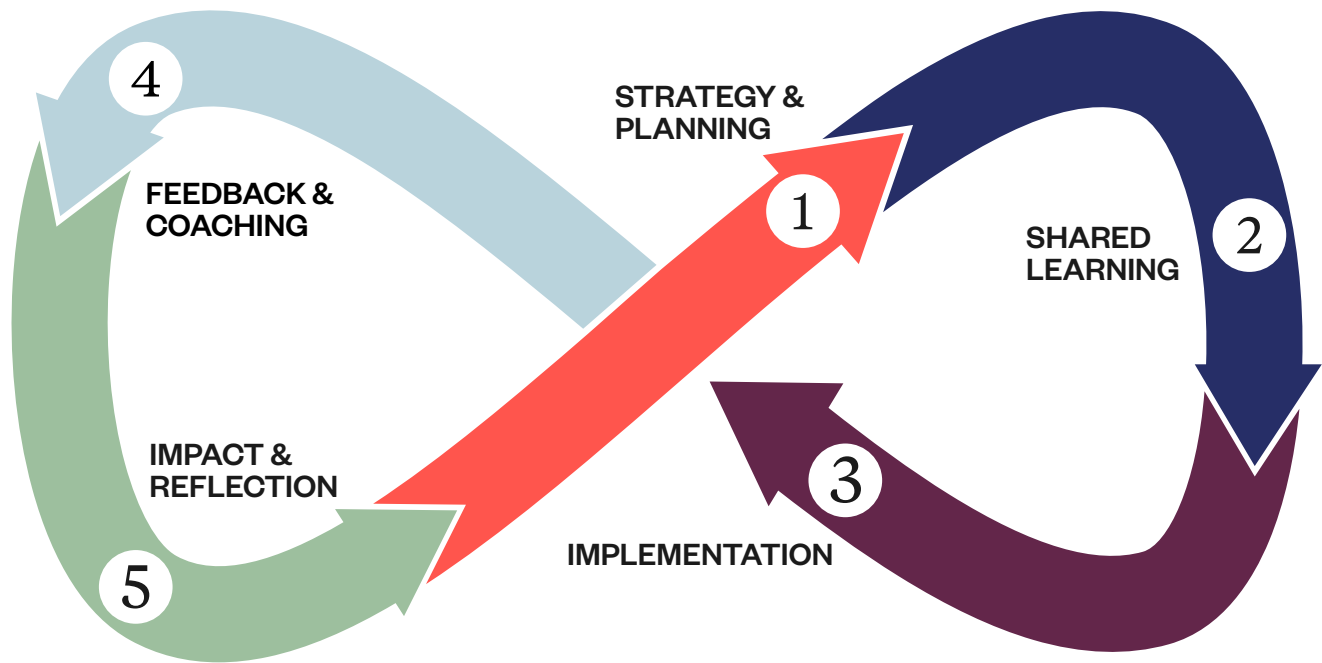 4
STRATEGY &
PLANNING
FEEDBACK &
COACHING
1
2
SHARED
LEARNING
IMPACT &
REFLECTION
3
IMPLEMENTATION
5